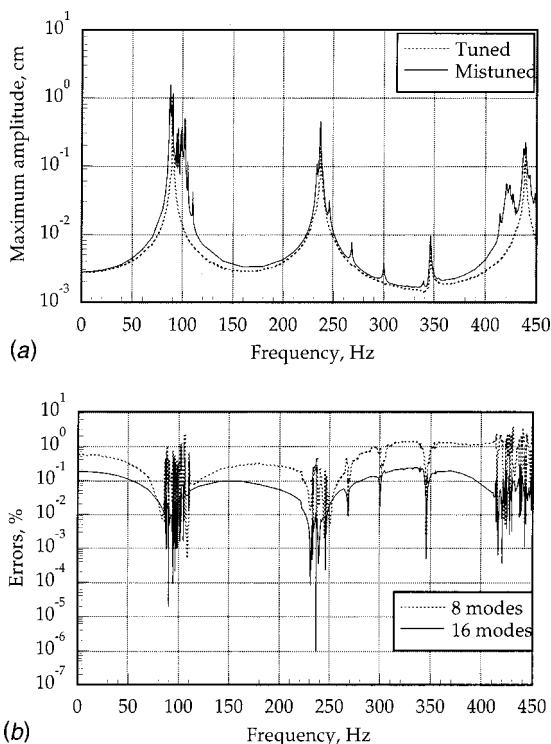 10^1
10^0
10^-1
10^-2
10^-3
Maximum amplitude, cm
Tuned
Mistuned
0 50 100 150 200 250 300 350 400 450
Frequency, Hz
(a)
10^1
10^0
10^-1
10^-2
10^-3
10^-4
10^-5
10^-6
10^-7
Errors, %
8 modes
16 modes
0 50 100 150 200 250 300 350 400 450
Frequency, Hz
(b)